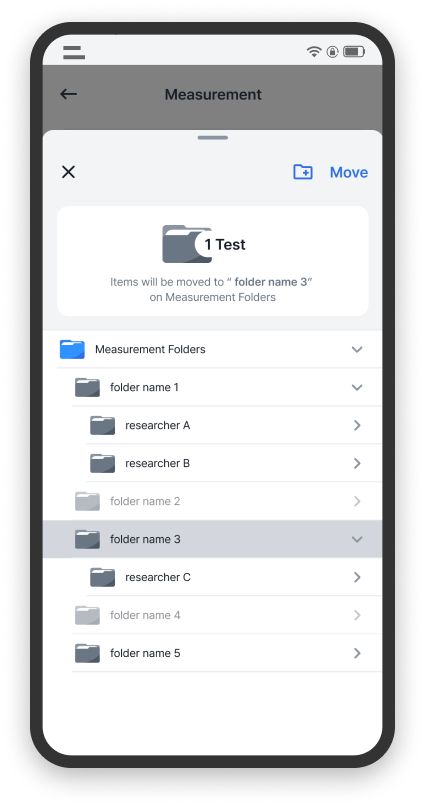 Measurement
Move
1 Test
Items will be moved to “ folder name 3”
on Measurement Folders
Measurement Folders
folder name 1
researcher A
researcher B
folder name 2
folder name 3
researcher C
folder name 4
folder name 5